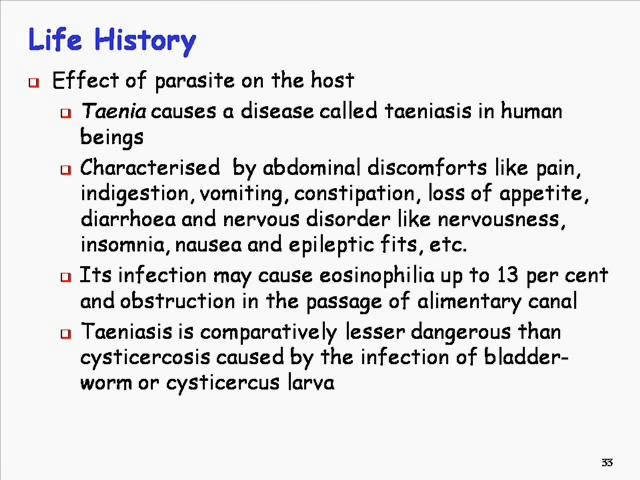 Life History
Effect of parasite on the host
Taenia causes a disease called taeniasis in human
beings
Characterised by abdominal discomforts like pain,
indigestion, vomiting, constipation, loss of appetite,
diarrhoea and nervous disorder like nervousness,
insomnia, nausea and epileptic fits, etc.
Its infection may cause eosinophilia up to 13 per cent
and obstruction in the passage of alimentary canal
Taeniasis is comparatively lesser dangerous than
cysticercosis caused by the infection of bladder-
worm or cysticercus larva
33